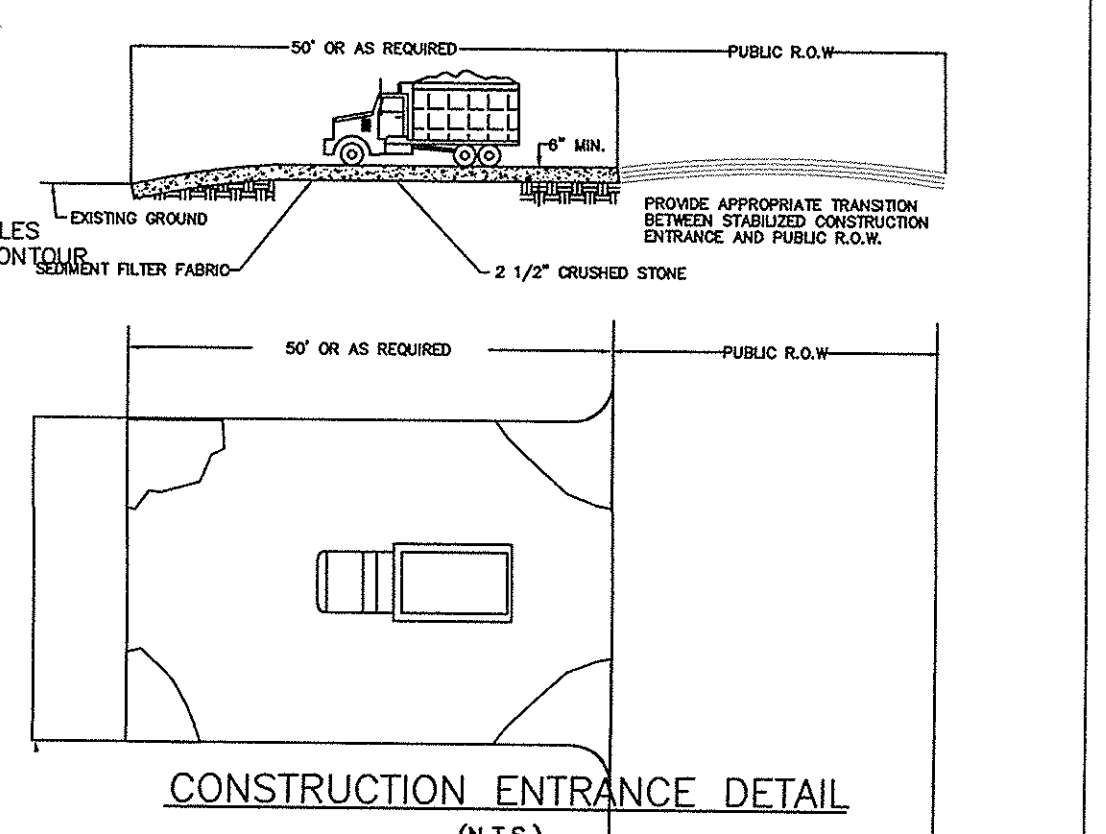 50' OR AS REQUIRED
PUBLIC R.O.W
6" MIN.
EXISTING GROUND
LES
ONTOUR
SEDIMENT FILTER FABRIC
2 1/2" CRUSHED STONE
PROVIDE APPROPRIATE TRANSITION
BETWEEN STABILIZED CONSTRUCTION
ENTRANCE AND PUBLIC R.O.W.
50' OR AS REQUIRED
PUBLIC R.O.W
CONSTRUCTION ENTRANCE DETAIL
(N.T.S.)